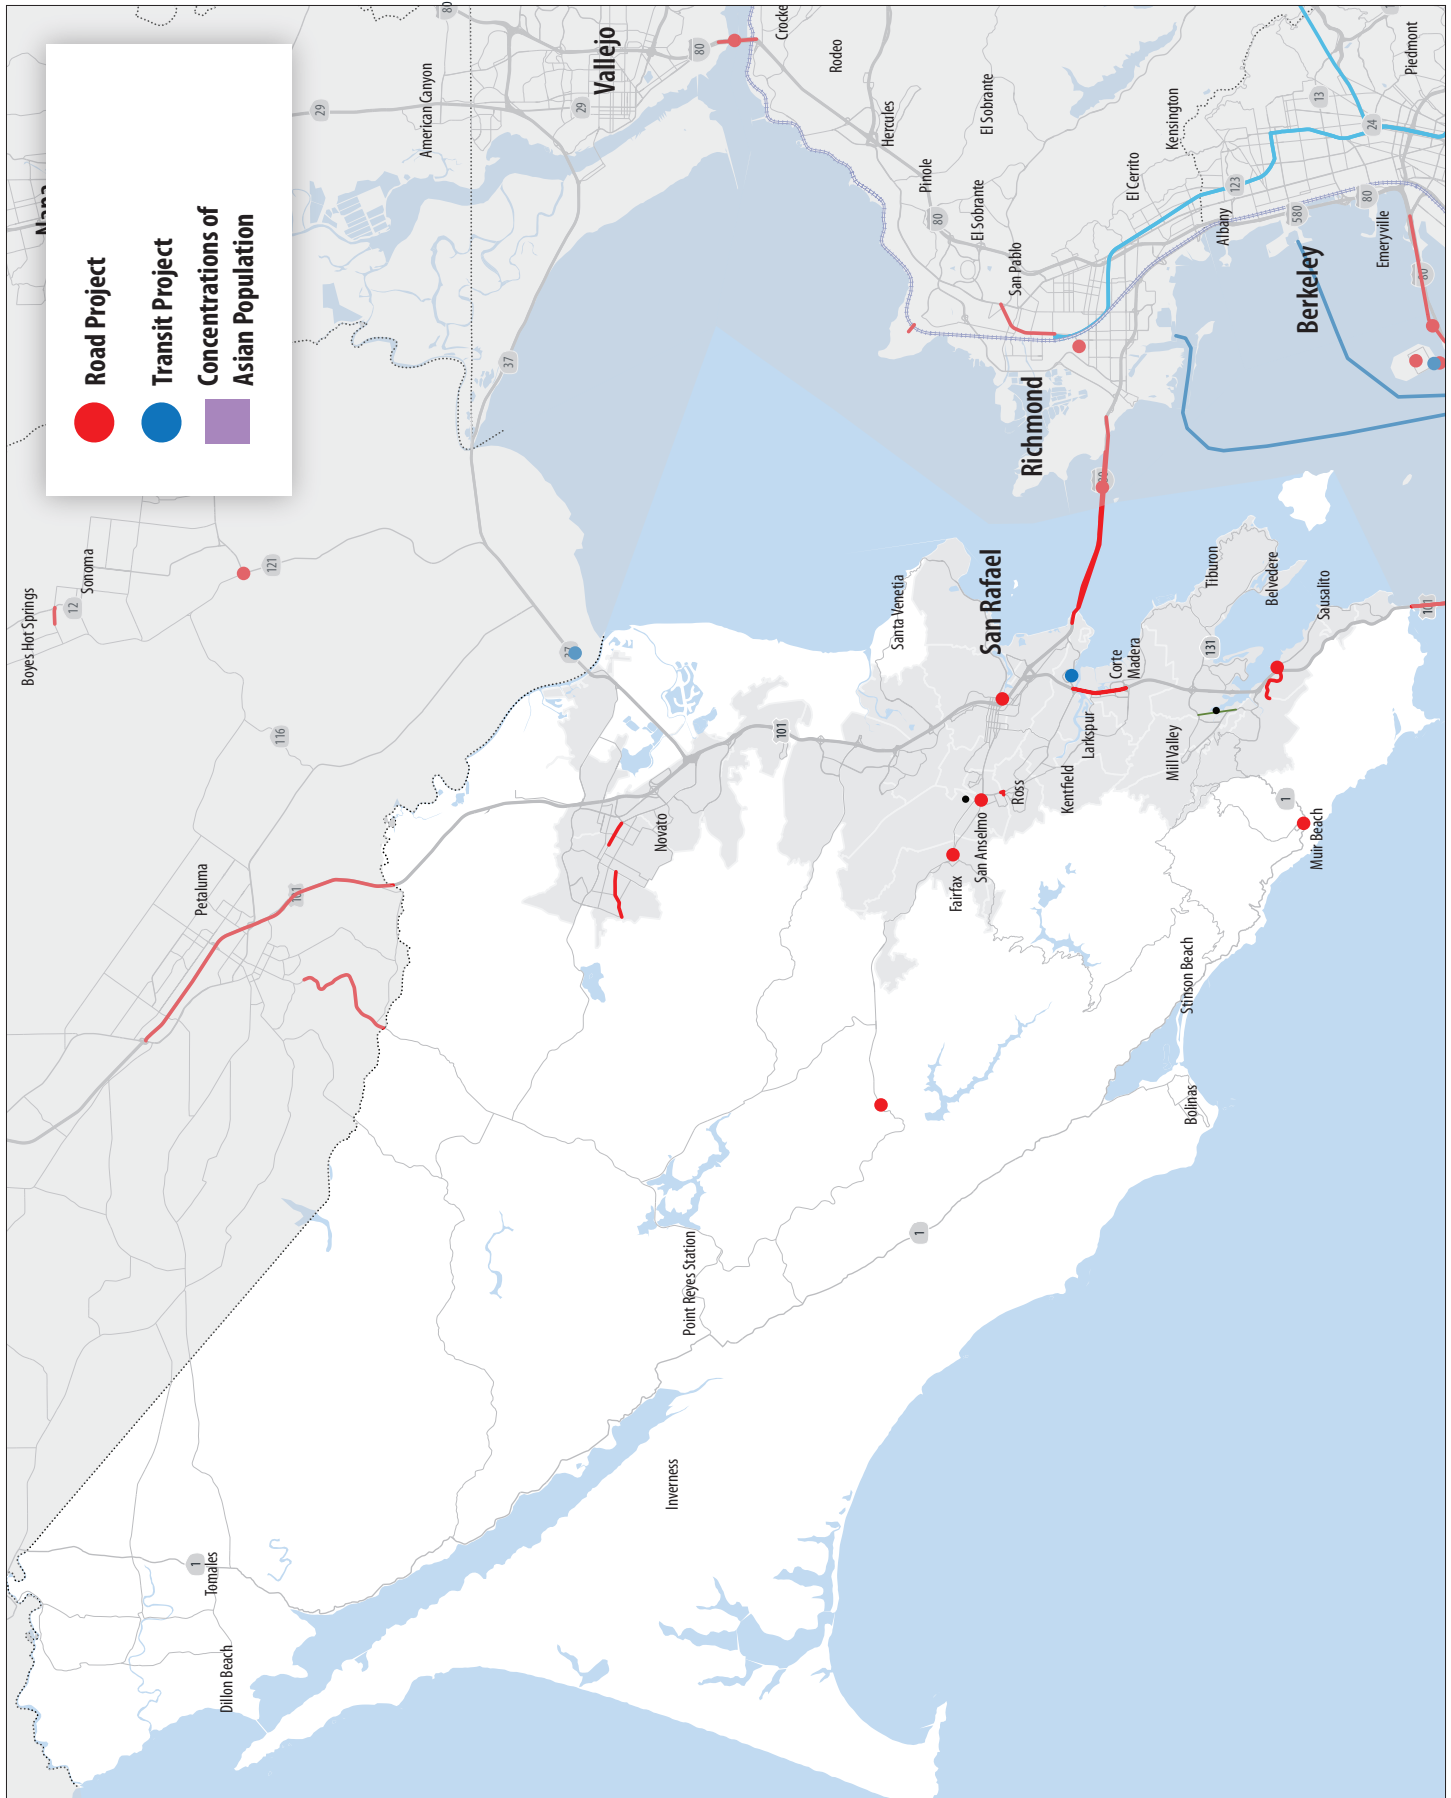 Road Project
Transit Project
Concentrations of
Asian Population
Napa
29
American Canyon
80
Vallejo
29
80
Crocke
Rodeo
Hercules
El Sobrante
Pinole
El Sobrante
80
San Pablo
Kensington
El Cerrito
123
Albany
13
24
Piedmont
580
80
Emeryville
Berkeley
80
Richmond
37
Boyes Hot Springs
12
Sonoma
121
116
37
Petaluma
101
Novato
101
Santa Venetia
San Rafael
Corte
Madera
Larkspur
Kentfield
Ross
San Anselmo
Fairfax
Mill Valley
131
Tiburon
Belvedere
Sausalito
101
1
Muir Beach
Stinson Beach
Bolinas
1
Point Reyes Station
Inverness
1
Tomales
Dillon Beach